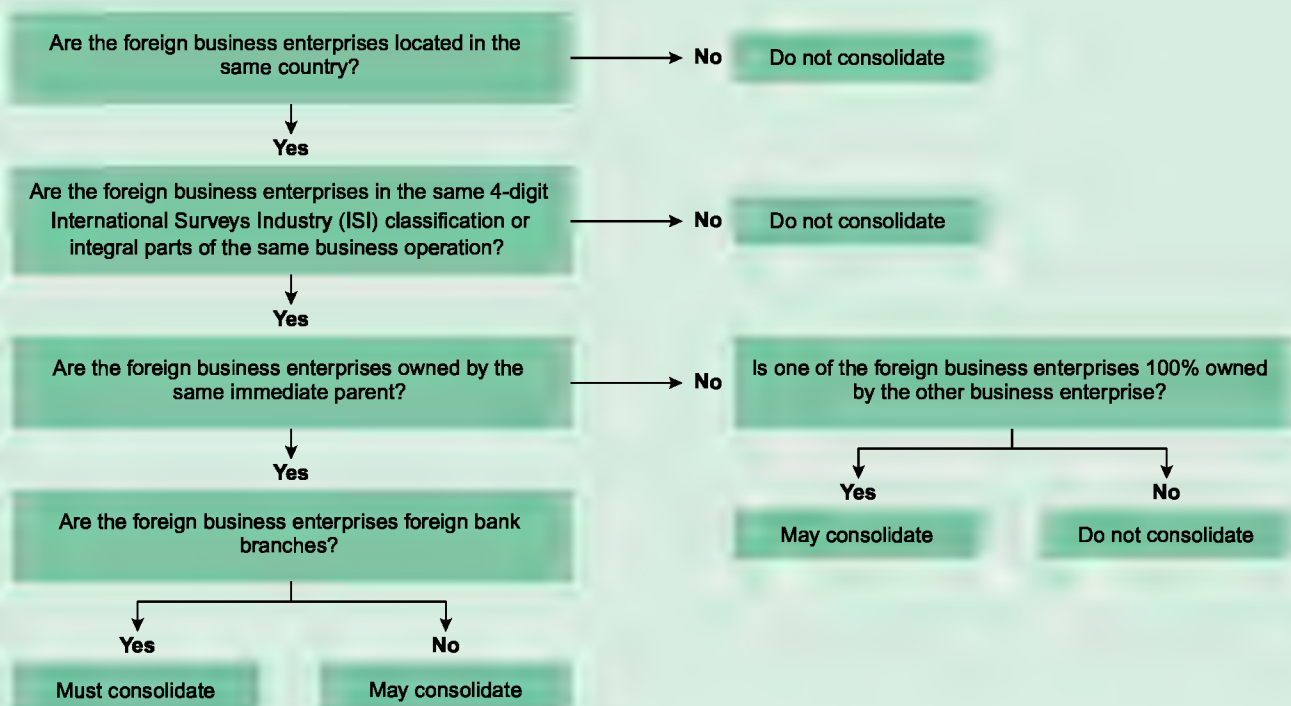 Are the foreign business enterprises located in the
same country?
No
Do not consolidate
Yes
Are the foreign business enterprises in the same 4-digit
International Surveys Industry (ISI) classification or
integral parts of the same business operation?
No
Do not consolidate
Yes
Are the foreign business enterprises owned by the
same immediate parent?
No
Is one of the foreign business enterprises 100% owned
by the other business enterprise?
Yes
May consolidate
No
Do not consolidate
Yes
Are the foreign business enterprises foreign bank
branches?
Yes
Must consolidate
No
May consolidate